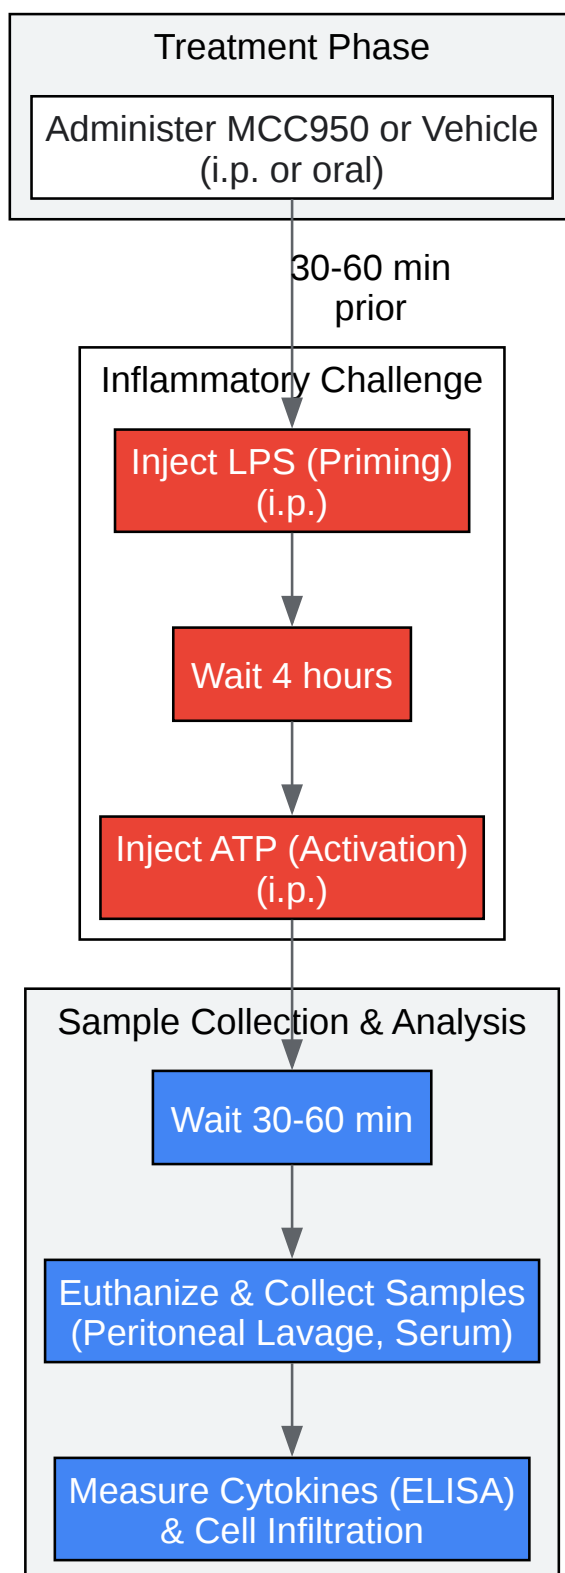 Treatment Phase
Administer MCC950 or Vehicle
(i.p. or oral)
30-60 min
prior
Inflammatory Challenge
Inject LPS (Priming)
(i.p.)
Wait 4 hours
Inject ATP (Activation)
(i.p.)
Sample Collection & Analysis
Wait 30-60 min
Euthanize & Collect Samples
(Peritoneal Lavage, Serum)
Measure Cytokines (ELISA)
& Cell Infiltration